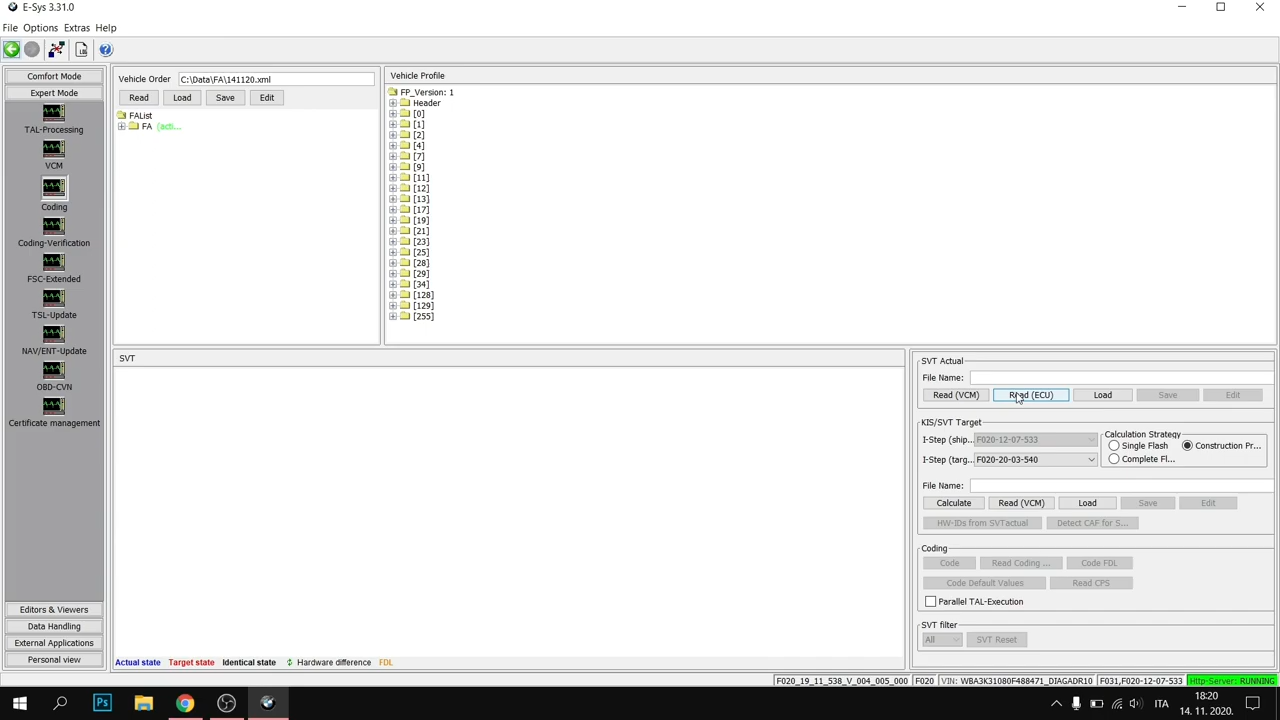 E-Sys 3.31.0
File Options Extras Help
Comfort Mode
Expert Mode
TAL-Processing
VCM
Coding
Coding-Verification
FSC-Extended
TSL-Update
NAV/ENT-Update
OBD-CVN
Certificate management
Editors & Viewers
Data Handling
External Applications
Personal view
Vehicle Order C:\Data\FA\141120.xml
Read Load Save Edit
FAList
FA (acti...
Vehicle Profile
FP_Version: 1
Header
[0]
[1]
[2]
[4]
[7]
[9]
[11]
[12]
[13]
[17]
[19]
[21]
[23]
[25]
[28]
[29]
[34]
[128]
[129]
[255]
SVT
Actual state Target state Identical state Hardware difference FDL
SVT Actual
File Name:
Read (VCM) Read (ECU) Load Save Edit
KIS/SVT Target
I-Step (ship... F020-12-07-533
I-Step (targ... F020-20-03-540
Calculation Strategy
Single Flash Construction Pr...
Complete Fl...
File Name:
Calculate Read (VCM) Load Save Edit
HW-IDs from SVTactual Detect CAF for S...
Coding
Code Read Coding ... Code FDL
Code Default Values Read CPS
Parallel TAL-Execution
SVT filter
All SVT Reset
F020_19_11_538_V_004_005_000 F020 VIN: WBA3K31080F488471_DIAGADR10 F031,F020-12-07-533 Http-Server: RUNNING
Ps ITA 18:20
14. 11. 2020.